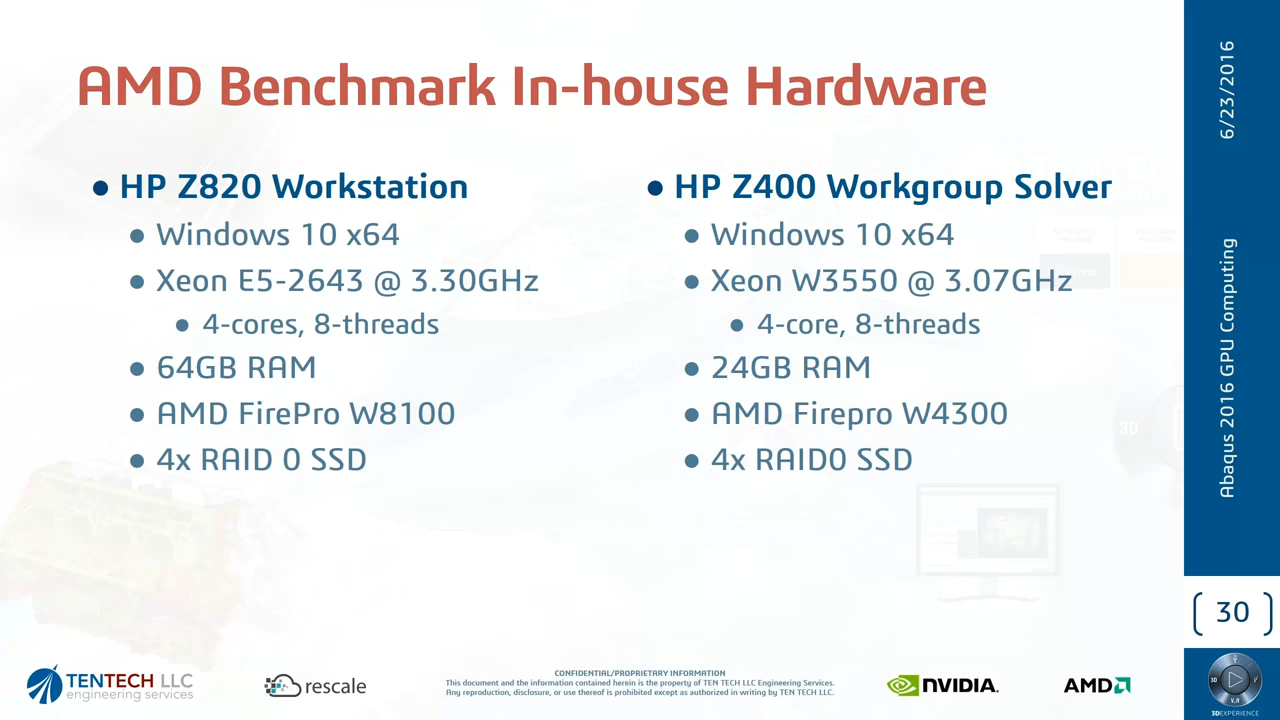 AMD Benchmark In-house Hardware
● HP Z820 Workstation
● Windows 10 x64
● Xeon E5-2643 @ 3.30GHz
● 4-cores, 8-threads
● 64GB RAM
● AMD FirePro W8100
● 4x RAID 0 SSD
● HP Z400 Workgroup Solver
● Windows 10 x64
● Xeon W3550 @ 3.07GHz
● 4-core, 8-threads
● 24GB RAM
● AMD Firepro W4300
● 4x RAID0 SSD
6/23/2016
Abaqus 2016 GPU Computing
30
TENTECH LLC
engineering services
rescale
CONFIDENTIAL/PROPRIETARY INFORMATION
This document and the information contained herein is the property of TEN TECH LLC Engineering Services.
Any reproduction, disclosure, or use thereof is prohibited except as authorized in writing by TEN TECH LLC.
NVIDIA.
AMD
3D
V,R
3DEXPERIENCE
3D